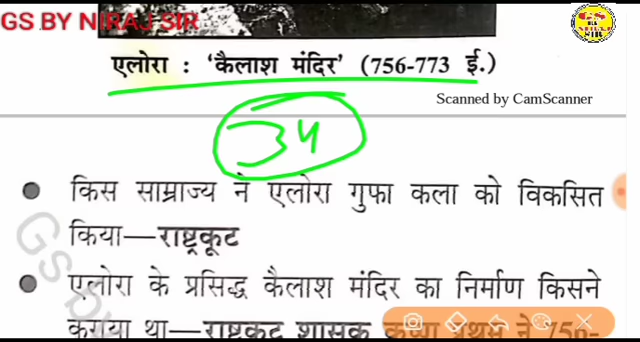 GS BY NIRAJ SIR
एलोरा : ‘कैलाश मंदिर’ (756-773 ई.)
Scanned by CamScanner
34
किस साम्राज्य ने एलोरा गुफा कला को विकसित
किया—राष्ट्रकूट
एलोरा के प्रसिद्ध कैलाश मंदिर का निर्माण किसने
कराया था—राष्ट्रकूट शासक कृष्ण प्रथम ने